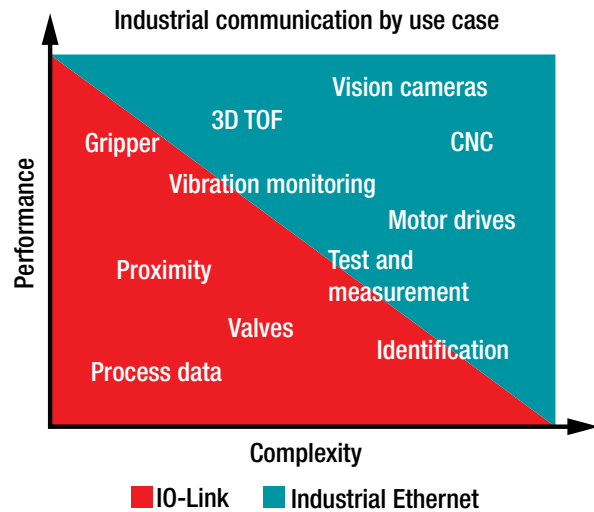 Industrial communication by use case
Performance
Vision cameras
3D TOF
Gripper
CNC
Vibration monitoring
Motor drives
Proximity
Test and
measurement
Valves
Identification
Process data
Complexity
IO-Link
Industrial Ethernet